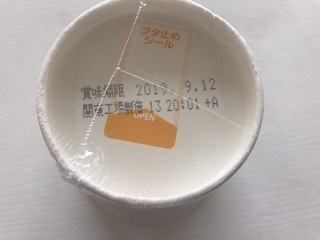 フタ止め
シール
賞味期限 2019. 9.12
関東工場製造 13 20:01 +A
OPEN